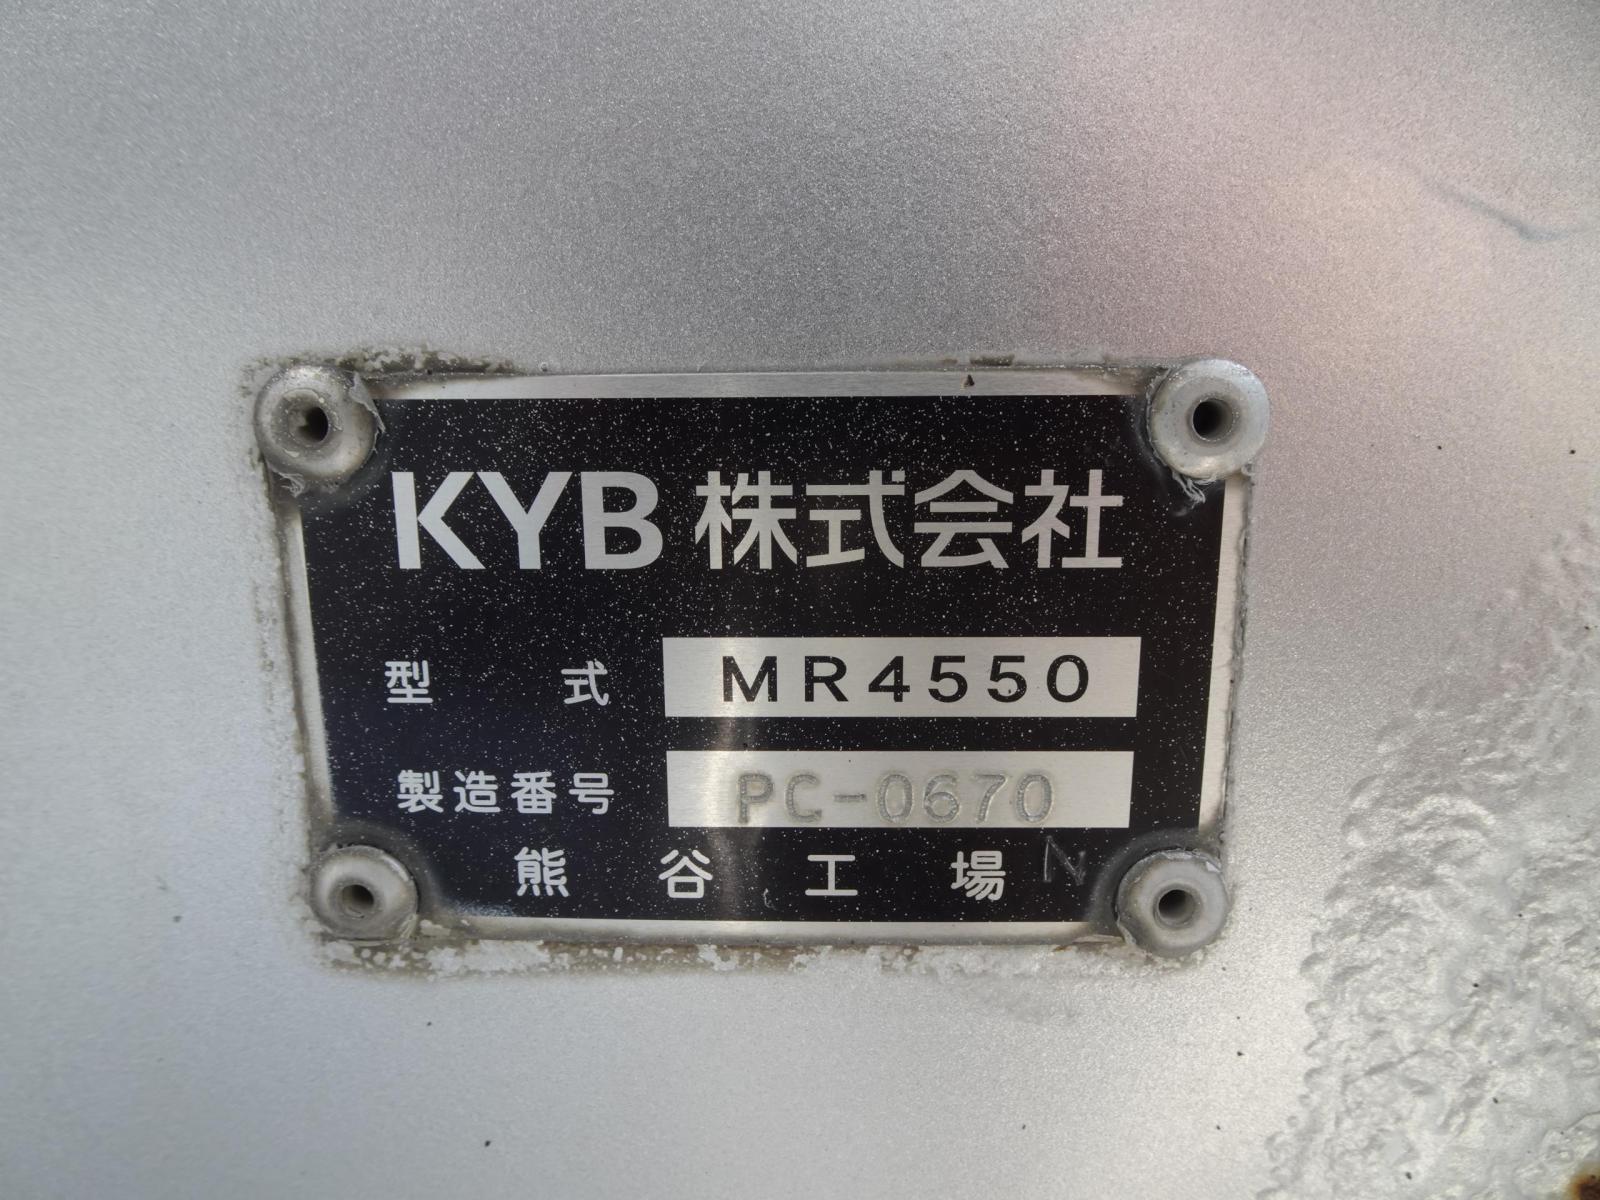 KYB 株式会社
型式 MR4550
製造番号 PC-0670
熊谷工場 N